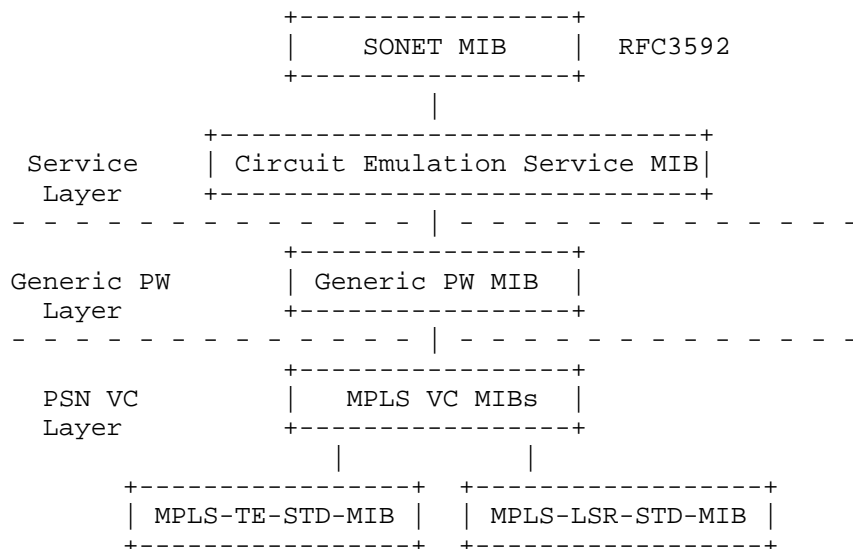 SONET MIB RFC3592
Service Circuit Emulation Service MIB
Layer
Generic PW Generic PW MIB
Layer
PSN VC MPLS VC MIBs
Layer
MPLS-TE-STD-MIB MPLS-LSR-STD-MIB